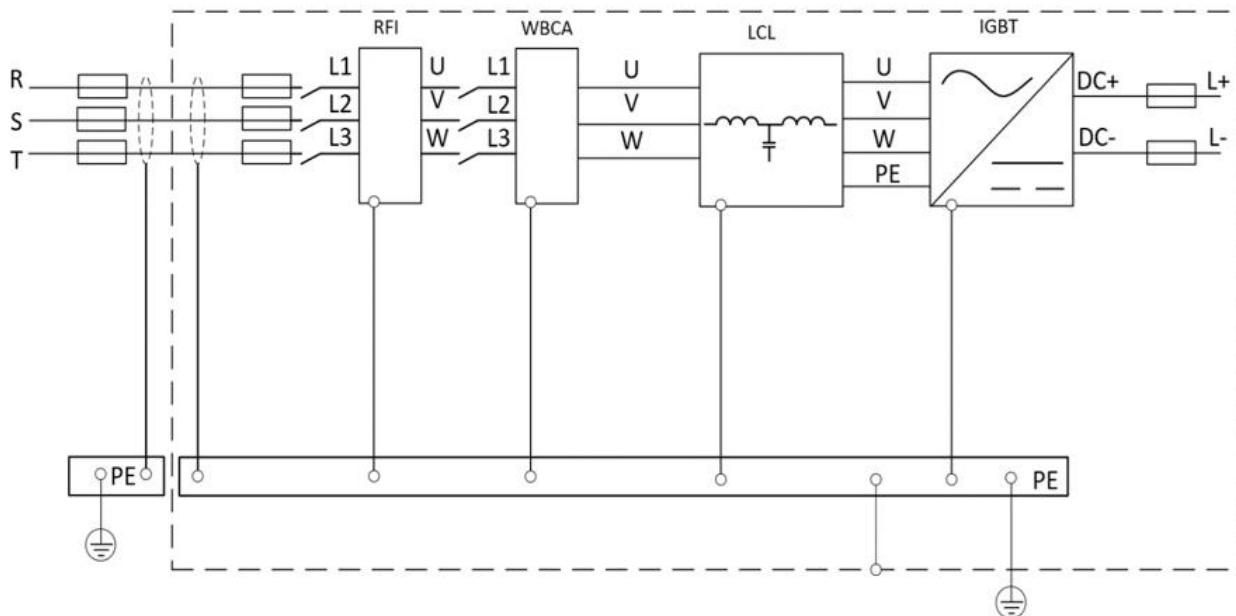 RFI
WBCA
LCL
IGBT
R
S
T
L1
L2
L3
U
V
W
L1
L2
L3
U
V
W
U
V
W
PE
DC+
DC-
L+
L-
PE
PE